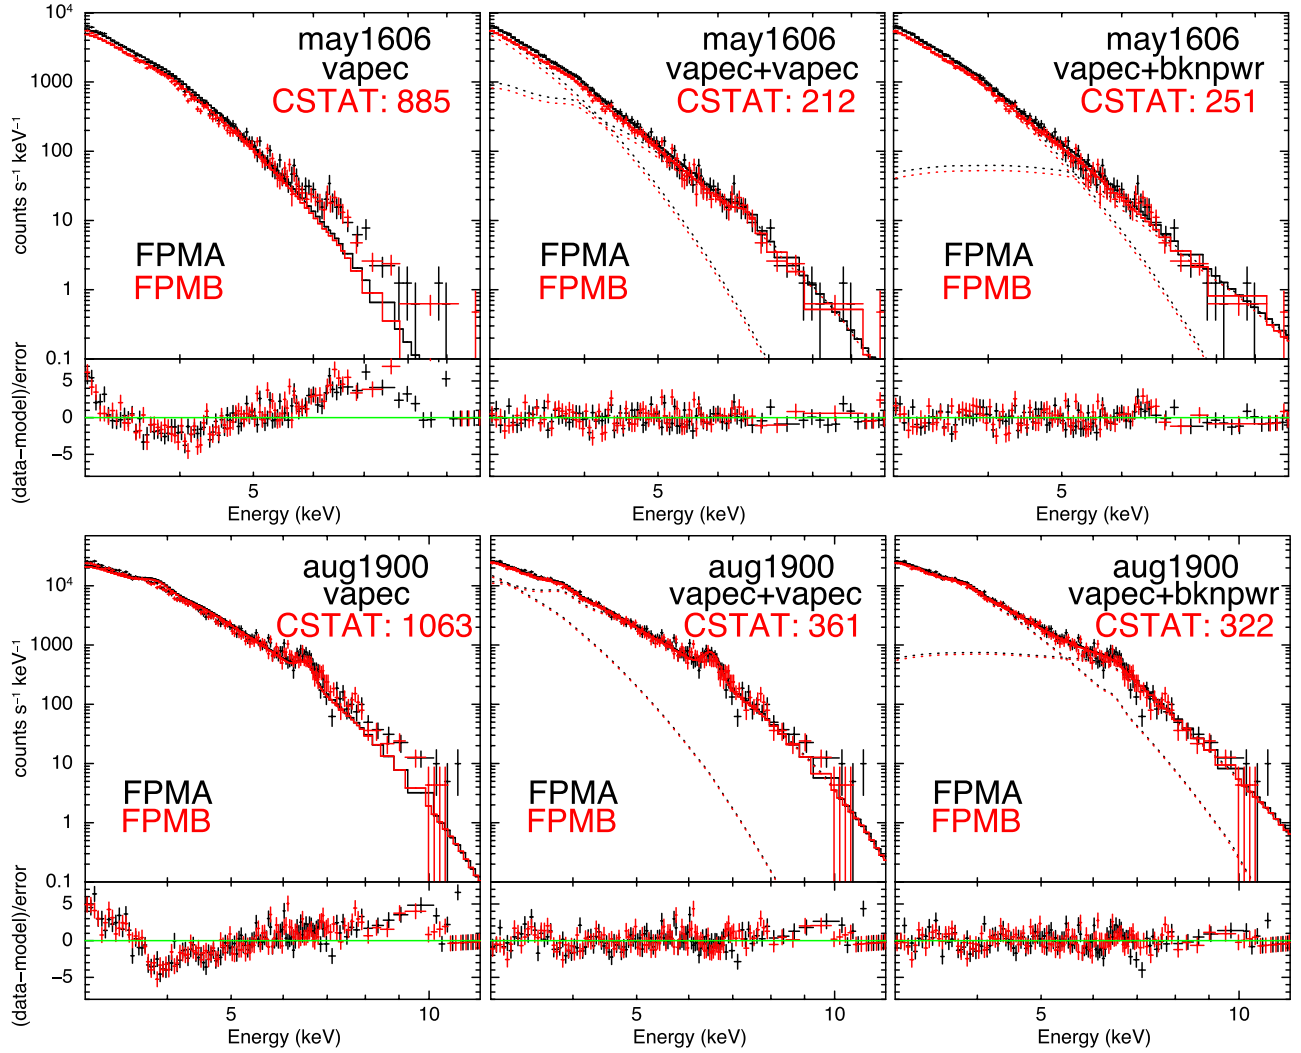 may1606
vapec
CSTAT: 885
FPMA
FPMB
10⁴
1000
100
10
1
0.1
counts s⁻¹ keV⁻¹
5
0
−5
(data−model)/error
5
Energy (keV)
may1606
vapec+vapec
CSTAT: 212
FPMA
FPMB
5
Energy (keV)
may1606
vapec+bknpwr
CSTAT: 251
FPMA
FPMB
5
Energy (keV)
aug1900
vapec
CSTAT: 1063
FPMA
FPMB
10⁴
1000
100
10
1
0.1
counts s⁻¹ keV⁻¹
5
0
−5
(data−model)/error
5 10
Energy (keV)
aug1900
vapec+vapec
CSTAT: 361
FPMA
FPMB
5 10
Energy (keV)
aug1900
vapec+bknpwr
CSTAT: 322
FPMA
FPMB
5 10
Energy (keV)